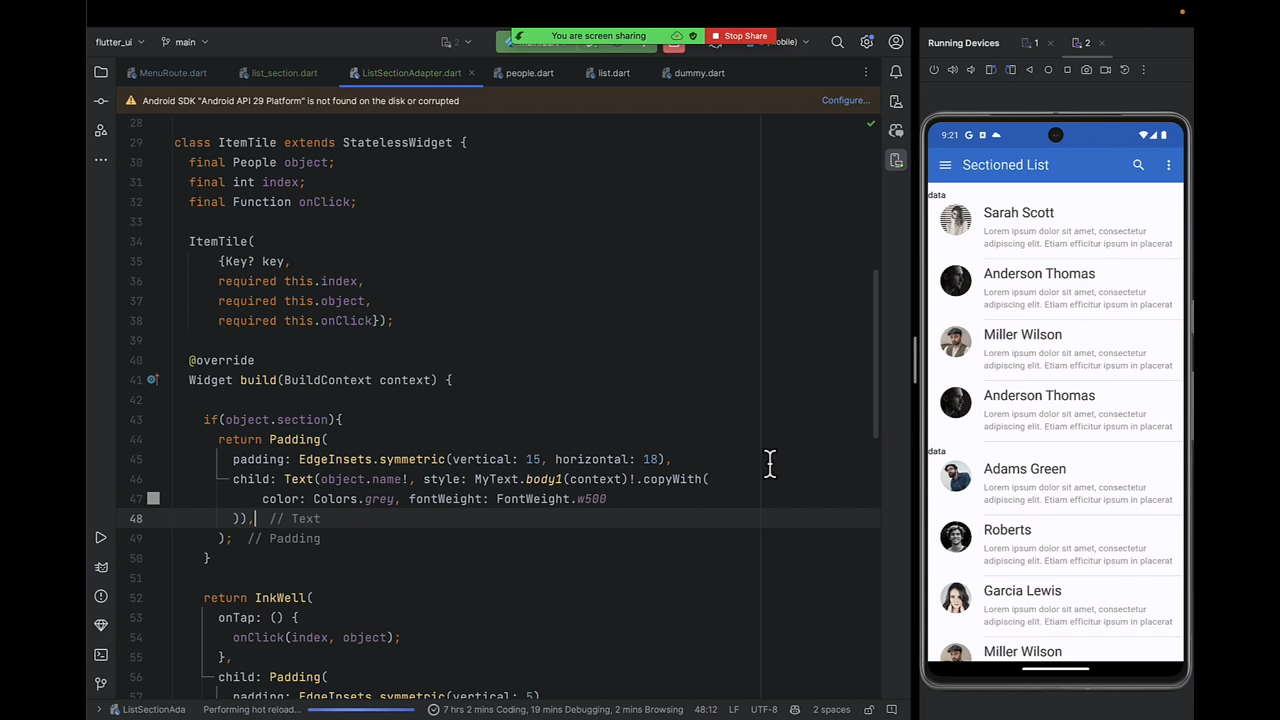 You are screen sharing
Stop Share
flutter_ui
main
2
Running Devices
1
2
MenuRoute.dart
list_section.dart
ListSectionAdapter.dart
people.dart
list.dart
dummy.dart
Android SDK "Android API 29 Platform" is not found on the disk or corrupted
Configure...
28
29 class ItemTile extends StatelessWidget {
30 final People object;
31 final int index;
32 final Function onClick;
33
34 ItemTile(
35 {Key? key,
36 required this.index,
37 required this.object,
38 required this.onClick});
39
40 @override
41 Widget build(BuildContext context) {
42
43 if(object.section){
44 return Padding(
45 padding: EdgeInsets.symmetric(vertical: 15, horizontal: 18),
46 child: Text(object.name!, style: MyText.body1(context)!.copyWith(
47 color: Colors.grey, fontWeight: FontWeight.w500
48 )), // Text
49 ); // Padding
50 }
51
52 return InkWell(
53 onTap: () {
54 onClick(index, object);
55 },
56 child: Padding(
57 padding: EdgeInsets.symmetric(vertical: 5)
ListSectionAda
Performing hot reload...
7 hrs 2 mins Coding, 19 mins Debugging, 2 mins Browsing
48:12
LF
UTF-8
2 spaces
9:21
Sectioned List
data
Sarah Scott
Lorem ipsum dolor sit amet, consectetur
adipiscing elit. Etiam efficitur ipsum in placerat
Anderson Thomas
Lorem ipsum dolor sit amet, consectetur
adipiscing elit. Etiam efficitur ipsum in placerat
Miller Wilson
Lorem ipsum dolor sit amet, consectetur
adipiscing elit. Etiam efficitur ipsum in placerat
Anderson Thomas
Lorem ipsum dolor sit amet, consectetur
adipiscing elit. Etiam efficitur ipsum in placerat
data
Adams Green
Lorem ipsum dolor sit amet, consectetur
adipiscing elit. Etiam efficitur ipsum in placerat
Roberts
Lorem ipsum dolor sit amet, consectetur
adipiscing elit. Etiam efficitur ipsum in placerat
Garcia Lewis
Lorem ipsum dolor sit amet, consectetur
adipiscing elit. Etiam efficitur ipsum in placerat
Miller Wilson